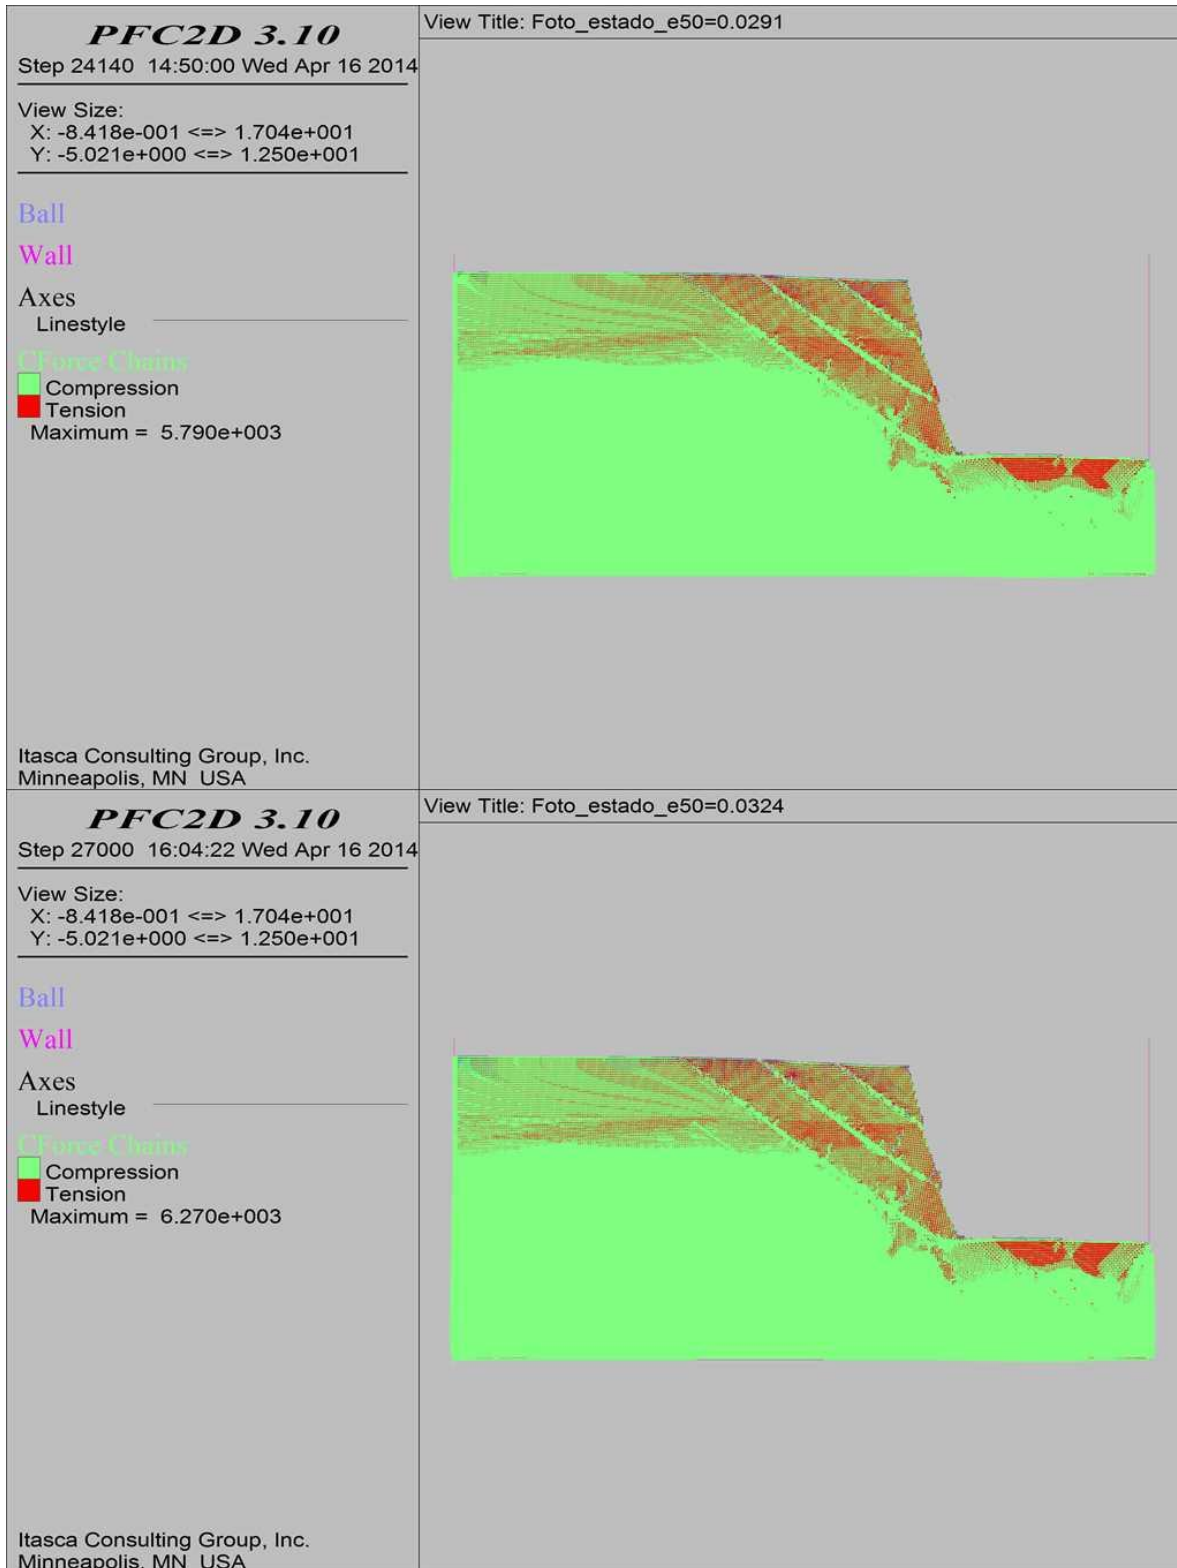 PFC2D 3.10
Step 24140 14:50:00 Wed Apr 16 2014
View Size:
X: -8.418e-001 <=> 1.704e+001
Y: -5.021e+000 <=> 1.250e+001
Ball
Wall
Axes
Linestyle
CForce Chains
Compression
Tension
Maximum = 5.790e+003
Itasca Consulting Group, Inc.
Minneapolis, MN USA
View Title: Foto_estado_e50=0.0291
PFC2D 3.10
Step 27000 16:04:22 Wed Apr 16 2014
View Size:
X: -8.418e-001 <=> 1.704e+001
Y: -5.021e+000 <=> 1.250e+001
Ball
Wall
Axes
Linestyle
CForce Chains
Compression
Tension
Maximum = 6.270e+003
Itasca Consulting Group, Inc.
Minneapolis, MN USA
View Title: Foto_estado_e50=0.0324